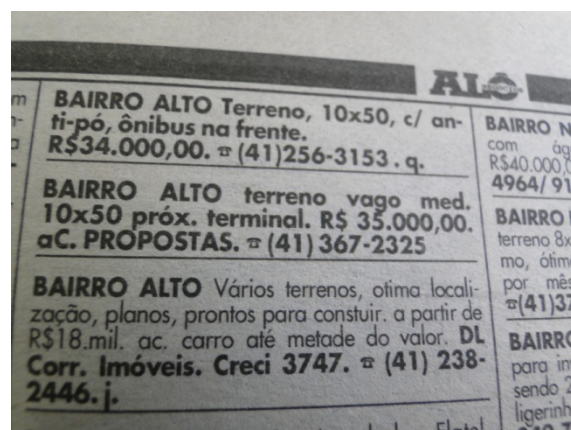 ALÔ
BAIRRO ALTO Terreno, 10x50, c/ an-
ti-pó, ônibus na frente.
R$34.000,00. ☎ (41)256-3153. q.
BAIRRO ALTO terreno vago med.
10x50 próx. terminal. R$ 35.000,00.
aC. PROPOSTAS. ☎ (41) 367-2325
BAIRRO ALTO Vários terrenos, otima locali-
zação, planos, prontos para constuir. a partir de
R$18.mil. ac. carro até metade do valor. DL
Corr. Imóveis. Creci 3747. ☎ (41) 238-
2446. j.
BAIRRO N
com
R$40.000,
4964/ 91
BAIRRO
terreno 8x
mo, ótim
por mês
☎(41)37
BAIRRO
para in
sendo 2
ligeirinh